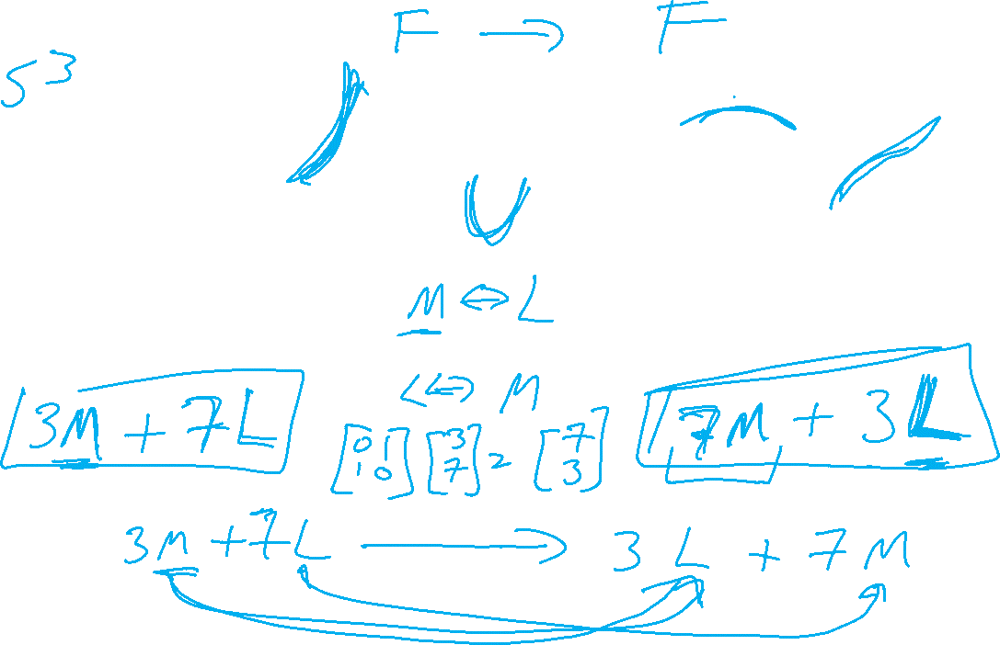 F → F
S³
M ⇔ L
L ⇔ M
3M + 7L
[0 1; 1 0] [3; 7] = [7; 3]
7M + 3L
3M + 7L → 3L + 7M